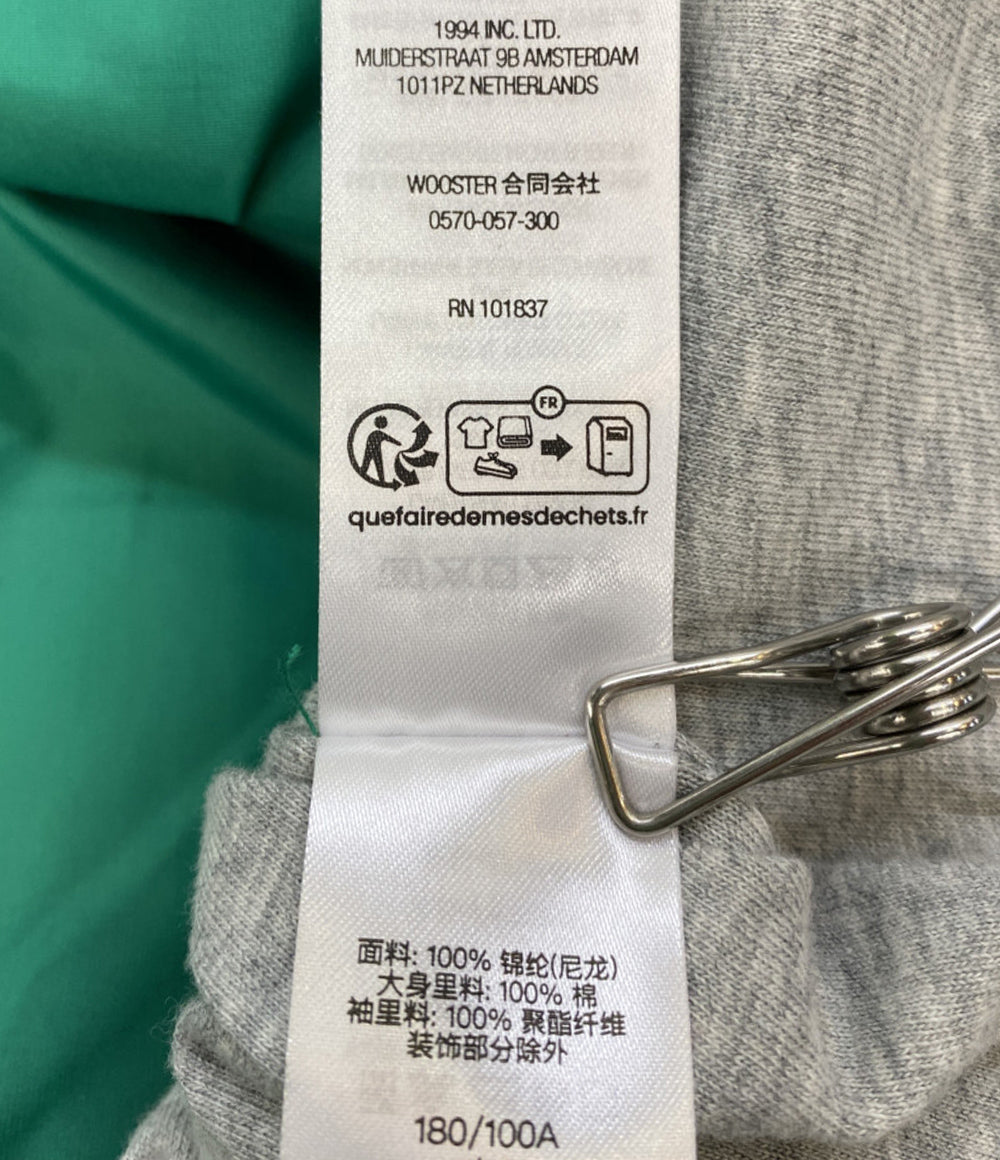 1994 INC. LTD.
MUIDERSTRAAT 9B AMSTERDAM
1011PZ NETHERLANDS
WOOSTER 合同会社
0570-057-300
RN 101837
FR
quefairedemesdechets.fr
面料: 100% 锦纶(尼龙)
大身里料: 100% 棉
袖里料: 100% 聚酯纤维
装饰部分除外
180/100A